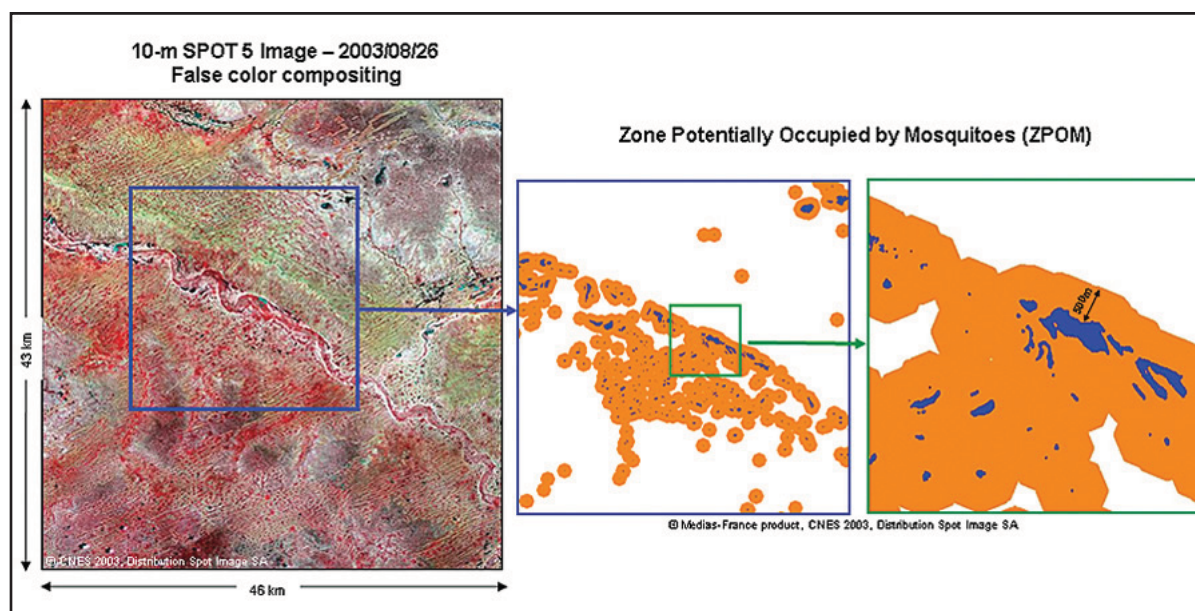 10-m SPOT 5 Image – 2003/08/26
False color compositing
43 km
46 km
© CNES 2003, Distribution Spot Image SA
Zone Potentially Occupied by Mosquitoes (ZPOM)
500m
© Medias-France product, CNES 2003, Distribution Spot Image SA